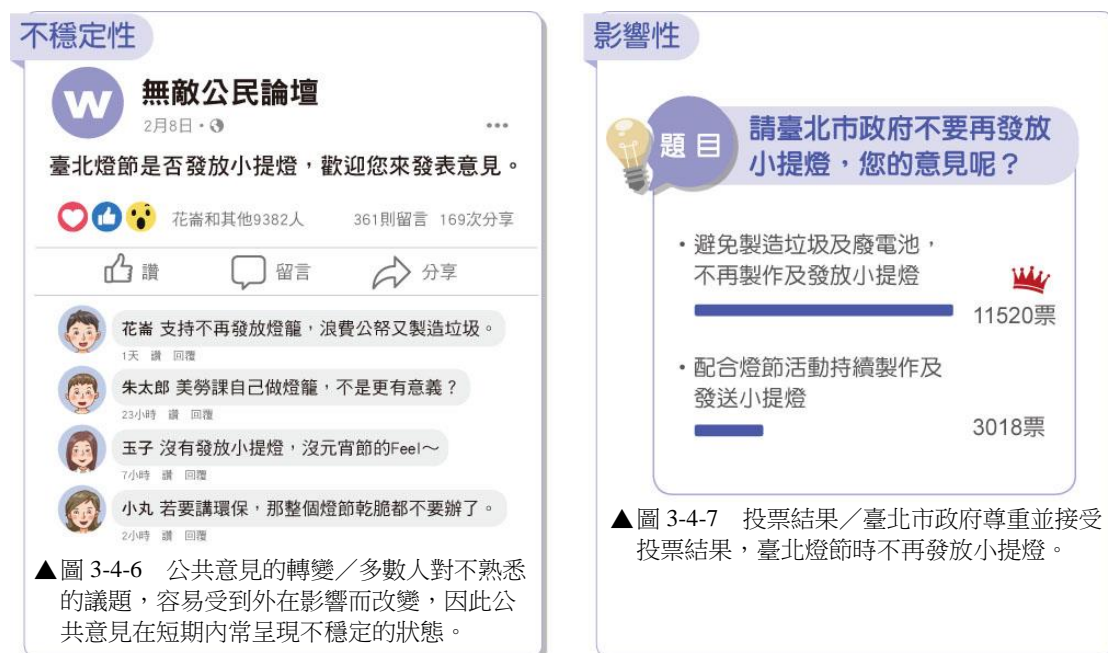 不穩定性
W
無敵公民論壇
2月8日・
臺北燈節是否發放小提燈，歡迎您來發表意見。
花崙和其他9382人 361則留言 169次分享
讚 留言 分享
花崙 支持不再發放燈籠，浪費公帑又製造垃圾。
1天 讚 回覆
朱太郎 美勞課自己做燈籠，不是更有意義？
23小時 讚 回覆
玉子 沒有發放小提燈，沒元宵節的Feel～
7小時 讚 回覆
小丸 若要講環保，那整個燈節乾脆都不要辦了。
2小時 讚 回覆
▲圖 3-4-6 公共意見的轉變／多數人對不熟悉
的議題，容易受到外在影響而改變，因此公
共意見在短期內常呈現不穩定的狀態。
影響性
題目
請臺北市政府不要再發放
小提燈，您的意見呢？
・避免製造垃圾及廢電池，
不再製作及發放小提燈
11520票
・配合燈節活動持續製作及
發送小提燈
3018票
▲圖 3-4-7 投票結果／臺北市政府尊重並接受
投票結果，臺北燈節時不再發放小提燈。